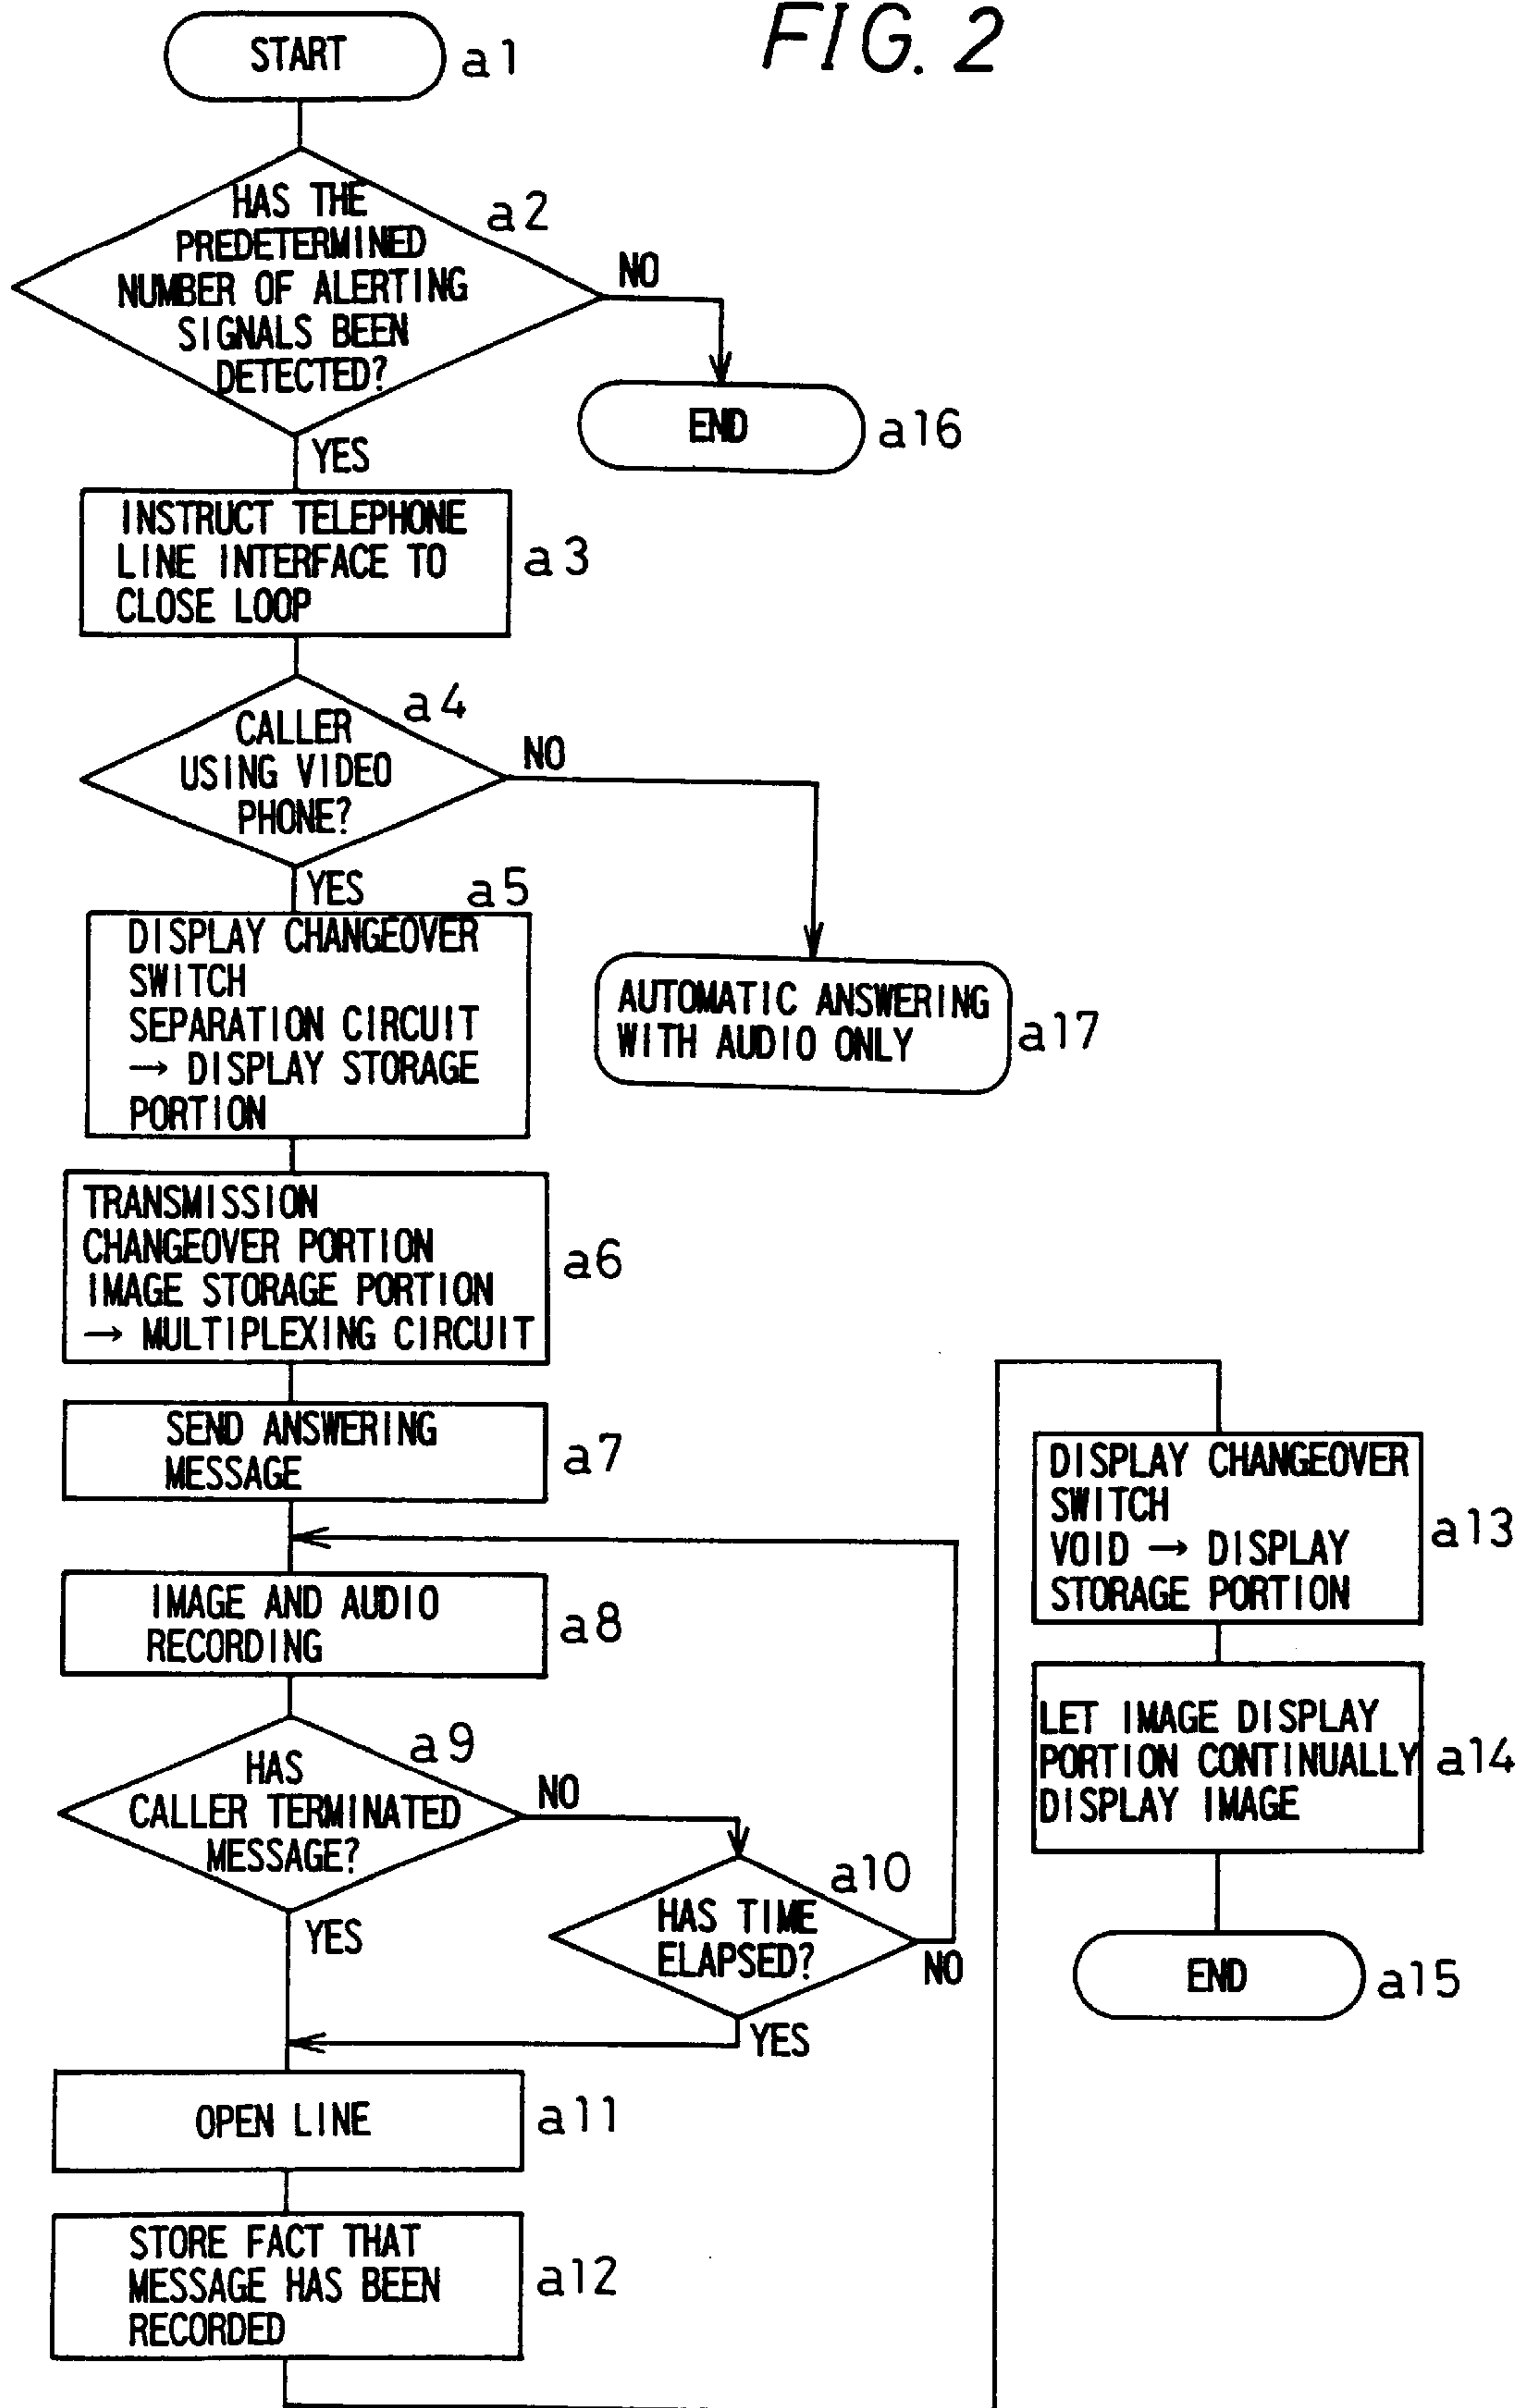 FIG. 2
START
a1
HAS THE
PREDETERMINED
NUMBER OF ALERTING
SIGNALS BEEN
DETECTED?
a2
NO
END
a16
YES
INSTRUCT TELEPHONE
LINE INTERFACE TO
CLOSE LOOP
a3
CALLER
USING VIDEO
PHONE?
a4
NO
AUTOMATIC ANSWERING
WITH AUDIO ONLY
a17
YES
a5
DISPLAY CHANGEOVER
SWITCH
SEPARATION CIRCUIT
→ DISPLAY STORAGE
PORTION
TRANSMISSION
CHANGEOVER PORTION
IMAGE STORAGE PORTION
→ MULTIPLEXING CIRCUIT
a6
SEND ANSWERING
MESSAGE
a7
IMAGE AND AUDIO
RECORDING
a8
HAS
CALLER TERMINATED
MESSAGE?
a9
NO
a10
HAS TIME
ELAPSED?
NO
YES
YES
OPEN LINE
a11
STORE FACT THAT
MESSAGE HAS BEEN
RECORDED
a12
DISPLAY CHANGEOVER
SWITCH
VOID → DISPLAY
STORAGE PORTION
a13
LET IMAGE DISPLAY
PORTION CONTINUALLY
DISPLAY IMAGE
a14
END
a15